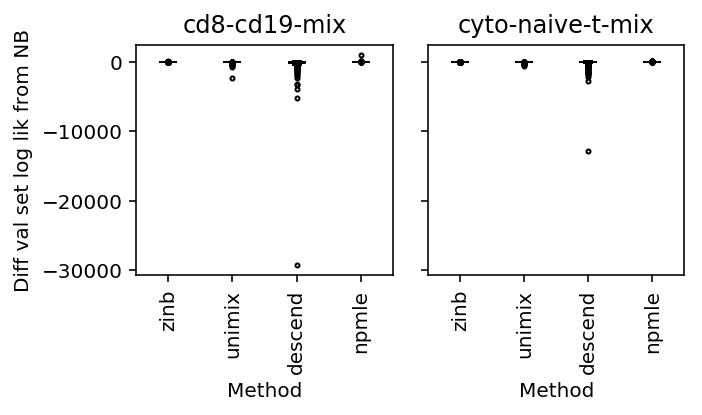 cd8-cd19-mix
cyto-naive-t-mix
Diff val set log lik from NB
0
−10000
−20000
−30000
zinb
unimix
descend
npmle
zinb
unimix
descend
npmle
Method
Method